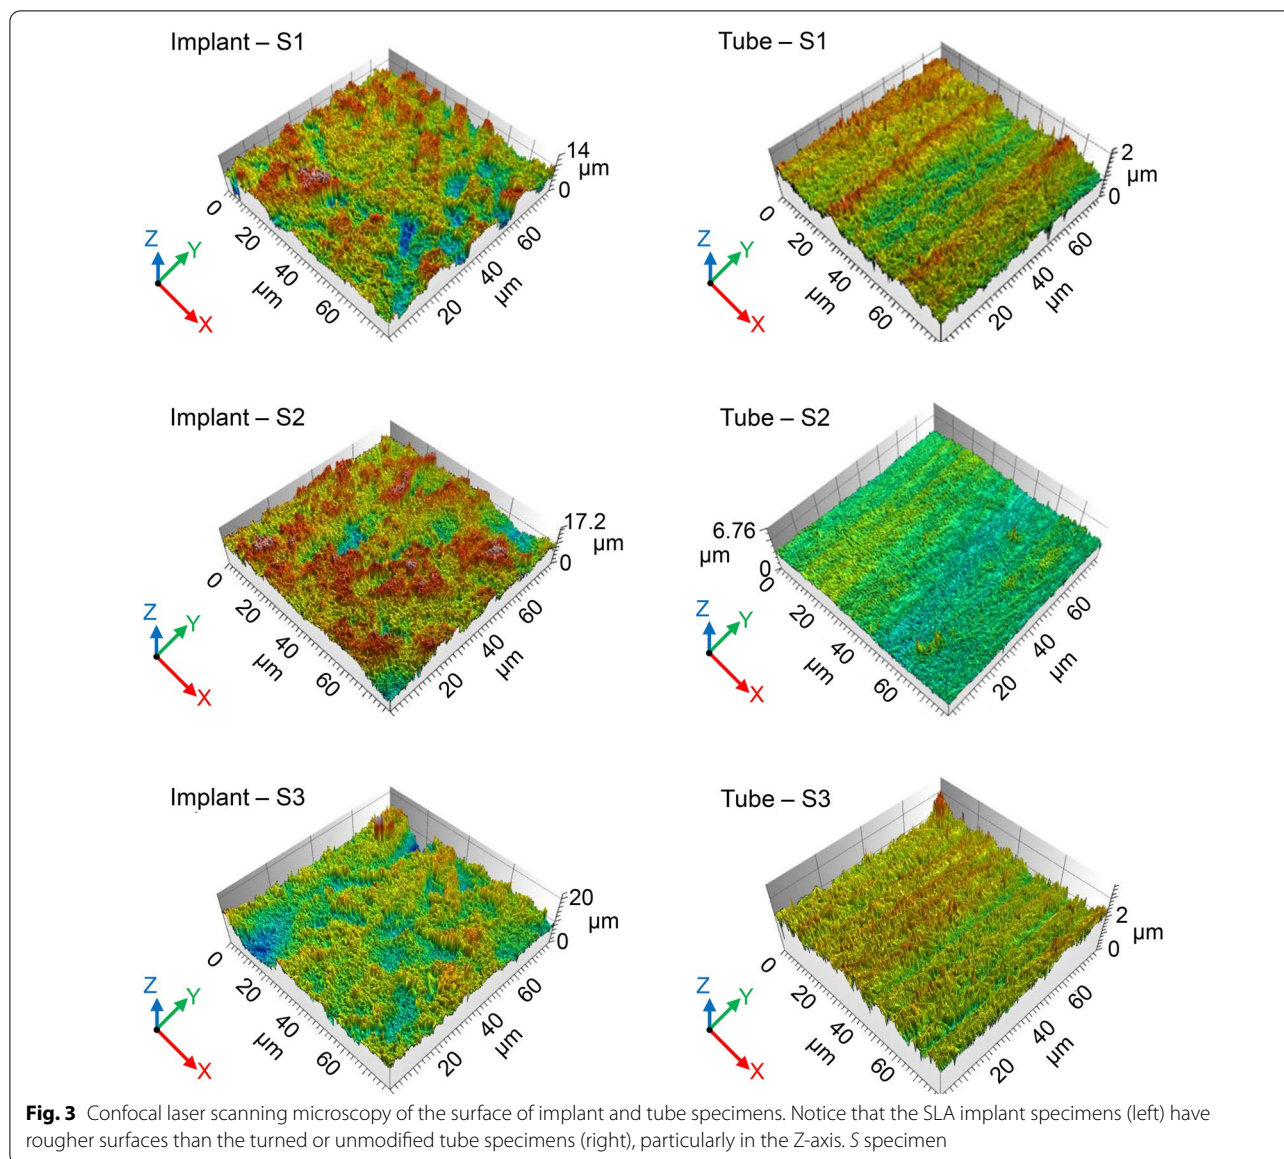 Implant – S1
14
µm
0
0
20
40
µm
60
20
40
µm
60
Z
Y
X
Tube – S1
2
µm
0
0
20
40
µm
60
20
40
µm
60
Z
Y
X
Implant – S2
17.2
µm
0
0
20
40
µm
60
20
40
µm
60
Z
Y
X
Tube – S2
6.76
µm
0
0
20
40
µm
60
20
40
µm
60
Z
Y
X
Implant – S3
20
µm
0
0
20
40
µm
60
20
40
µm
60
Z
Y
X
Tube – S3
2
µm
0
0
20
40
µm
60
20
40
µm
60
Z
Y
X
Fig. 3 Confocal laser scanning microscopy of the surface of implant and tube specimens. Notice that the SLA implant specimens (left) have
rougher surfaces than the turned or unmodified tube specimens (right), particularly in the Z-axis. S specimen